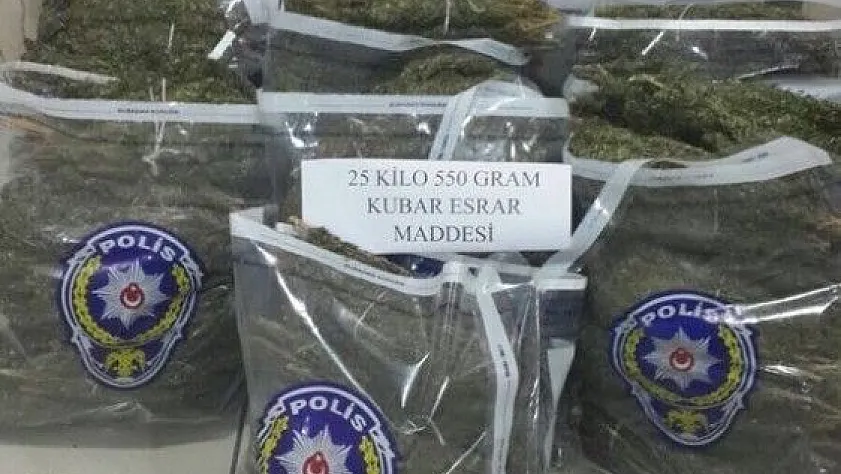 25 KİLO 550 GRAM
KUBAR ESRAR
MADDESİ
POLİS
POLİS
POLİS